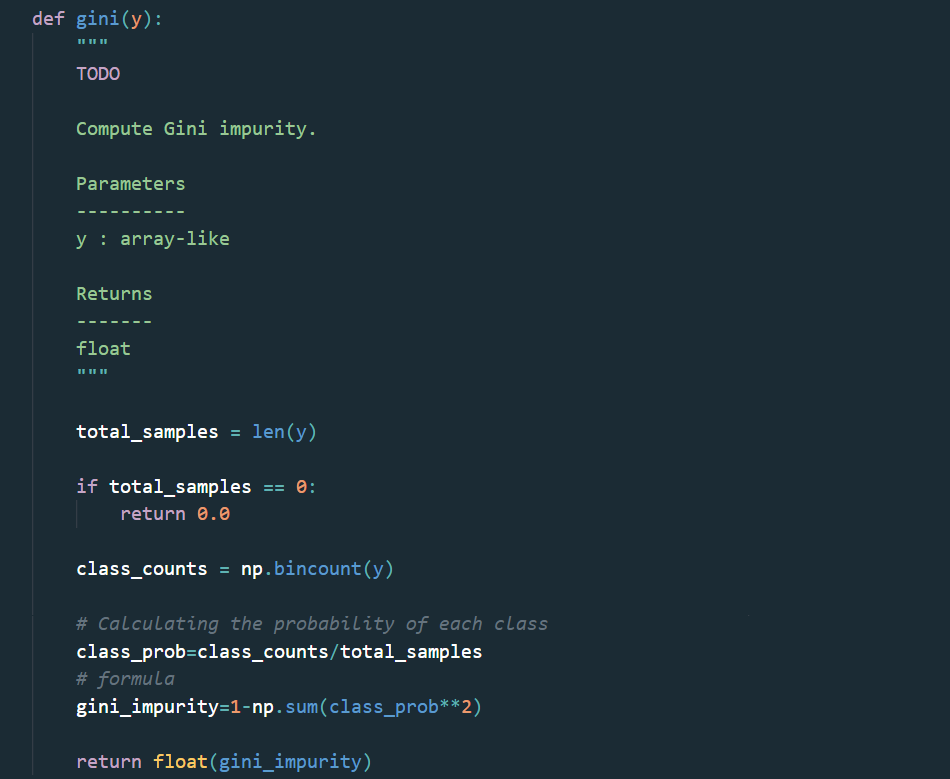 def gini(y):
    """
    TODO

    Compute Gini impurity.

    Parameters
    ----------
    y : array-like

    Returns
    -------
    float
    """

    total_samples = len(y)

    if total_samples == 0:
        return 0.0

    class_counts = np.bincount(y)

    # Calculating the probability of each class
    class_prob=class_counts/total_samples
    # formula
    gini_impurity=1-np.sum(class_prob**2)

    return float(gini_impurity)